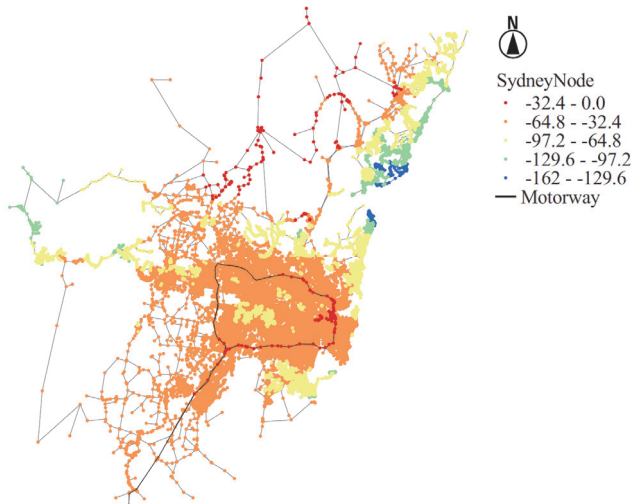 N
SydneyNode
-32.4 - 0.0
-64.8 - -32.4
-97.2 - -64.8
-129.6 - -97.2
-162 - -129.6
Motorway